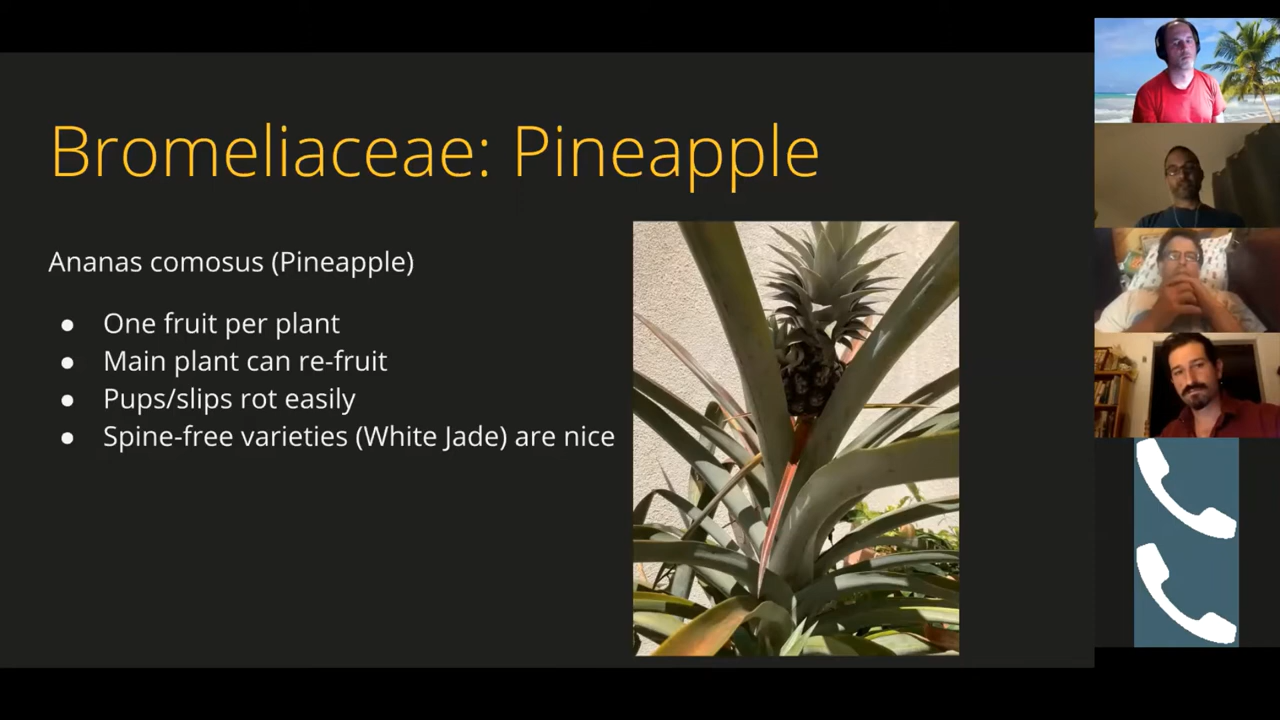 Bromeliaceae: Pineapple
Ananas comosus (Pineapple)
● One fruit per plant
● Main plant can re-fruit
● Pups/slips rot easily
● Spine-free varieties (White Jade) are nice